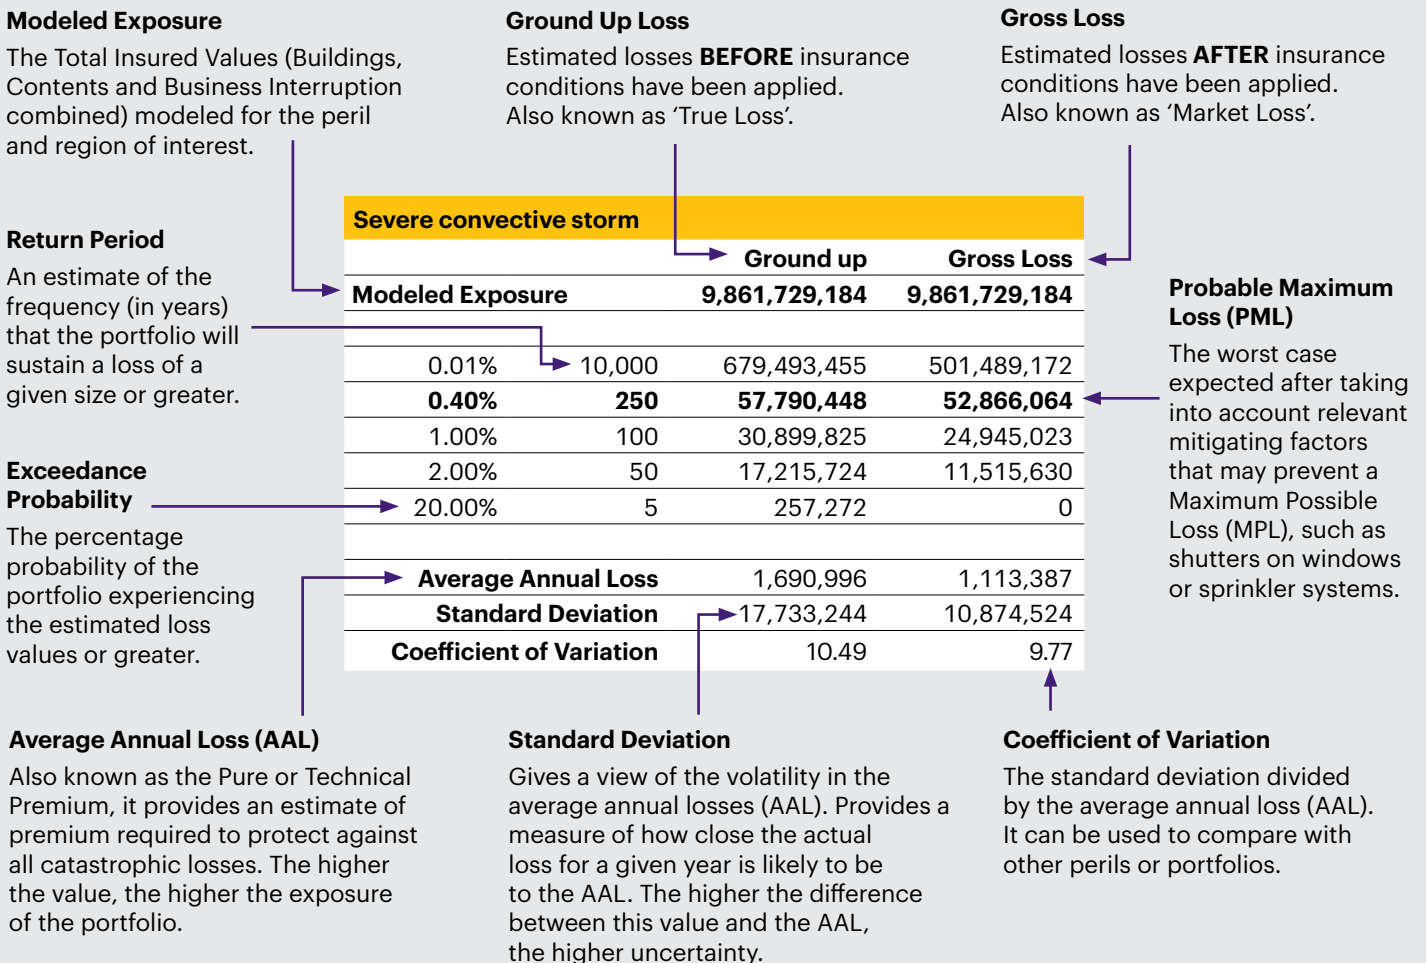 Modeled Exposure
The Total Insured Values (Buildings,
Contents and Business Interruption
combined) modeled for the peril
and region of interest.
Ground Up Loss
Estimated losses BEFORE insurance
conditions have been applied.
Also known as ‘True Loss’.
Gross Loss
Estimated losses AFTER insurance
conditions have been applied.
Also known as ‘Market Loss’.
Return Period
An estimate of the
frequency (in years)
that the portfolio will
sustain a loss of a
given size or greater.
Exceedance
Probability
The percentage
probability of the
portfolio experiencing
the estimated loss
values or greater.
Severe convective storm
Ground up Gross Loss
Modeled Exposure 9,861,729,184 9,861,729,184
0.01% 10,000 679,493,455 501,489,172
0.40% 250 57,790,448 52,866,064
1.00% 100 30,899,825 24,945,023
2.00% 50 17,215,724 11,515,630
20.00% 5 257,272 0
Average Annual Loss 1,690,996 1,113,387
Standard Deviation 17,733,244 10,874,524
Coefficient of Variation 10.49 9.77
Probable Maximum
Loss (PML)
The worst case
expected after taking
into account relevant
mitigating factors
that may prevent a
Maximum Possible
Loss (MPL), such as
shutters on windows
or sprinkler systems.
Average Annual Loss (AAL)
Also known as the Pure or Technical
Premium, it provides an estimate of
premium required to protect against
all catastrophic losses. The higher
the value, the higher the exposure
of the portfolio.
Standard Deviation
Gives a view of the volatility in the
average annual losses (AAL). Provides a
measure of how close the actual
loss for a given year is likely to be
to the AAL. The higher the difference
between this value and the AAL,
the higher uncertainty.
Coefficient of Variation
The standard deviation divided
by the average annual loss (AAL).
It can be used to compare with
other perils or portfolios.